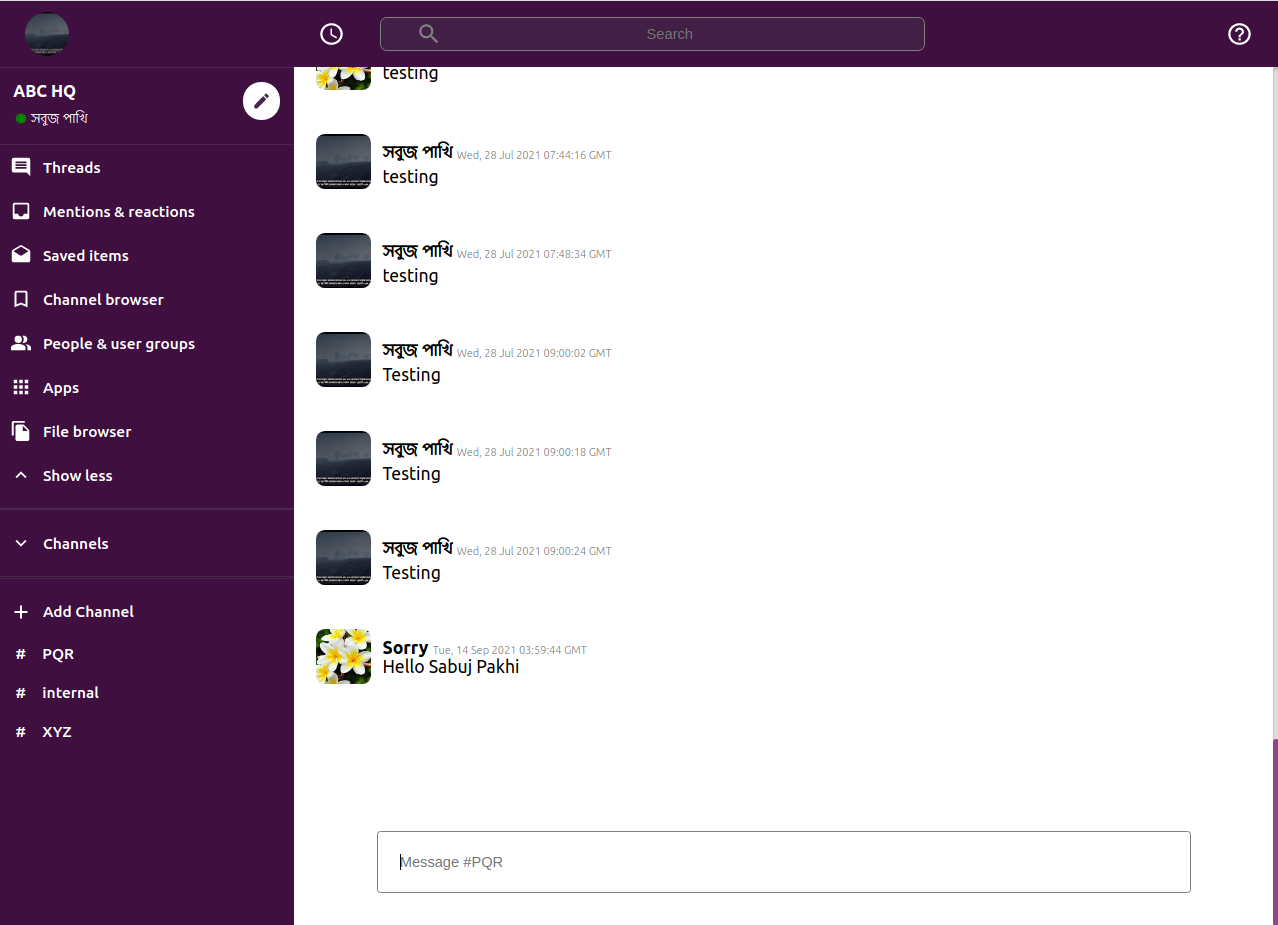 Search
ABC HQ
সবুজ পাখি
Threads
Mentions & reactions
Saved items
Channel browser
People & user groups
Apps
File browser
Show less
Channels
Add Channel
# PQR
# internal
# XYZ
testing
সবুজ পাখি Wed, 28 Jul 2021 07:44:16 GMT
testing
সবুজ পাখি Wed, 28 Jul 2021 07:48:34 GMT
testing
সবুজ পাখি Wed, 28 Jul 2021 09:00:02 GMT
Testing
সবুজ পাখি Wed, 28 Jul 2021 09:00:18 GMT
Testing
সবুজ পাখি Wed, 28 Jul 2021 09:00:24 GMT
Testing
Sorry Tue, 14 Sep 2021 03:59:44 GMT
Hello Sabuj Pakhi
Message #PQR